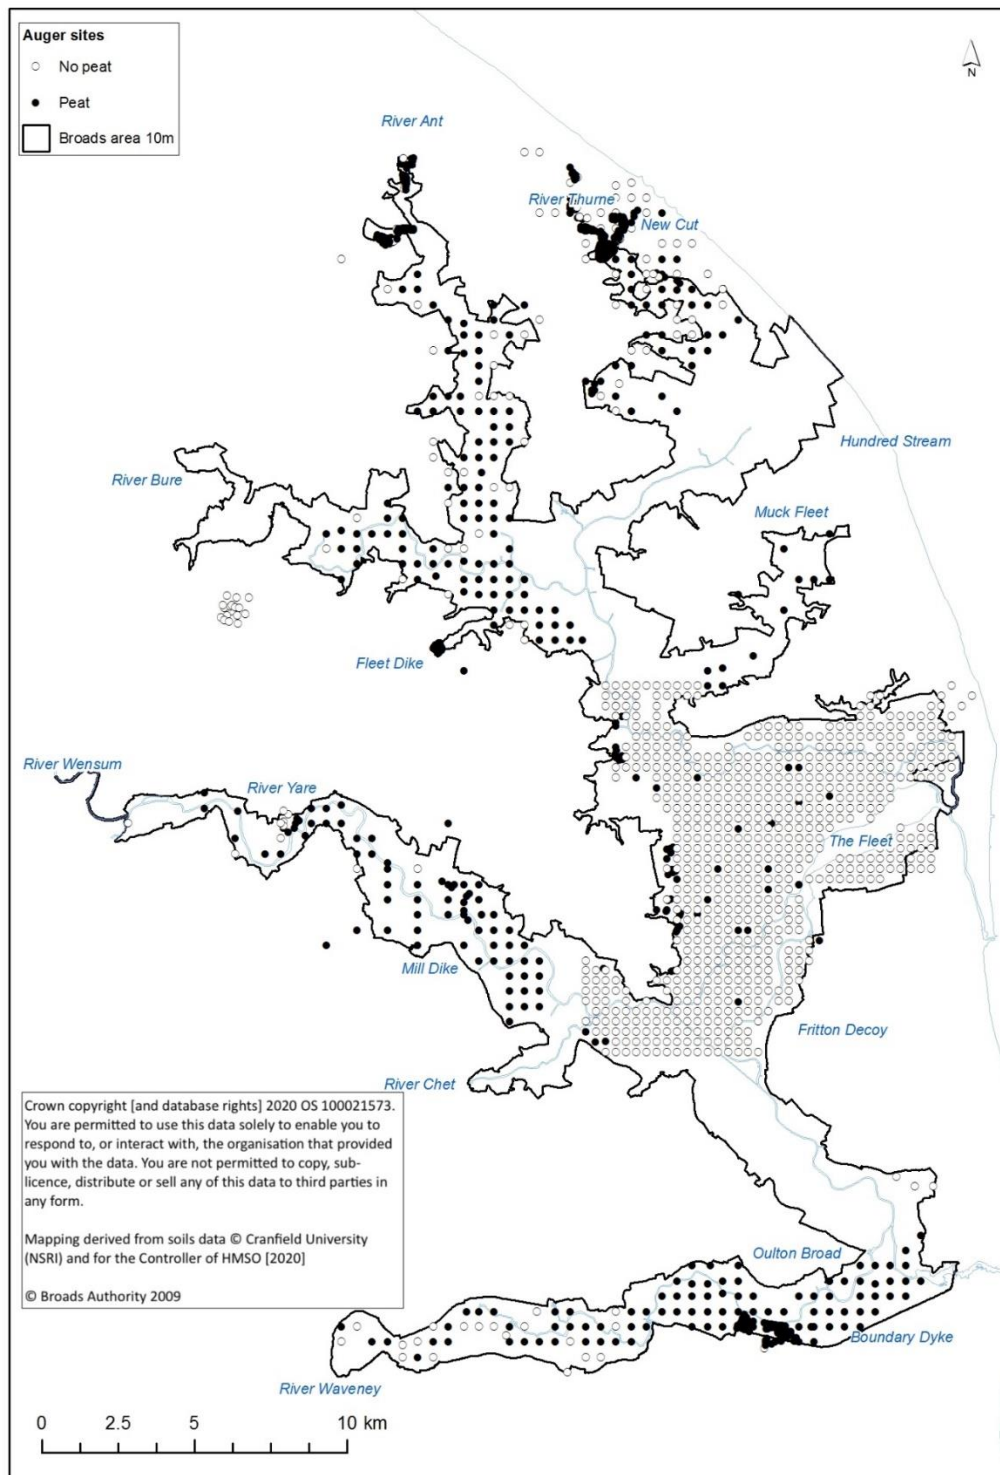 Auger sites
No peat
Peat
Broads area 10m
N
River Ant
River Thurne
New Cut
Hundred Stream
River Bure
Muck Fleet
Fleet Dike
River Wensum
River Yare
The Fleet
Mill Dike
Fritton Decoy
River Chet
Crown copyright [and database rights] 2020 OS 100021573.
You are permitted to use this data solely to enable you to
respond to, or interact with, the organisation that provided
you with the data. You are not permitted to copy, sub-
licence, distribute or sell any of this data to third parties in
any form.
Mapping derived from soils data © Cranfield University
(NSRI) and for the Controller of HMSO [2020]
© Broads Authority 2009
Oulton Broad
Boundary Dyke
River Waveney
0 2.5 5 10 km